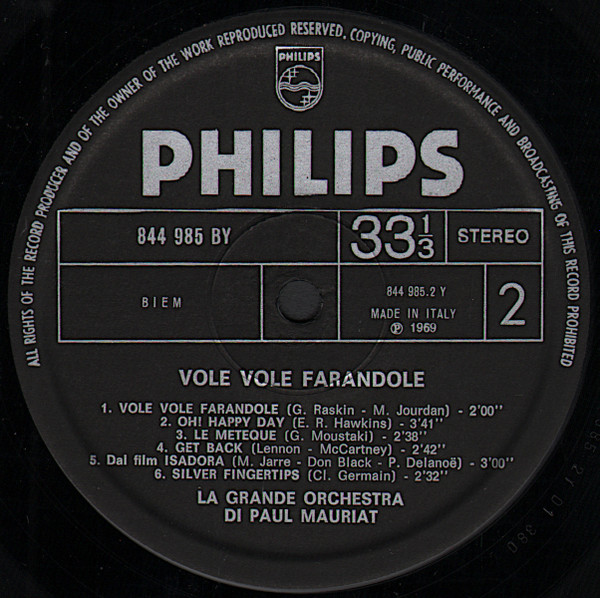 ALL RIGHTS OF THE RECORD PRODUCER AND OF THE OWNER OF THE WORK REPRODUCED RESERVED. COPYING, PUBLIC PERFORMANCE AND BROADCASTING OF THIS RECORD PROHIBITED
PHILIPS
PHILIPS
844 985 BY
33 1/3
STEREO
BIEM
844 985.2 Y
MADE IN ITALY
℗ 1969
2
VOLE VOLE FARANDOLE
1. VOLE VOLE FARANDOLE (G. Raskin - M. Jourdan) - 2'00''
2. OH! HAPPY DAY (E. R. Hawkins) - 3'41''
3. LE METEQUE (G. Moustaki) - 2'38''
4. GET BACK (Lennon - McCartney) - 2'42''
5. Dal film ISADORA (M. Jarre - Don Black - P. Delanoë) - 3'00''
6. SILVER FINGERTIPS (Cl. Germain) - 2'32''
LA GRANDE ORCHESTRA
DI PAUL MAURIAT